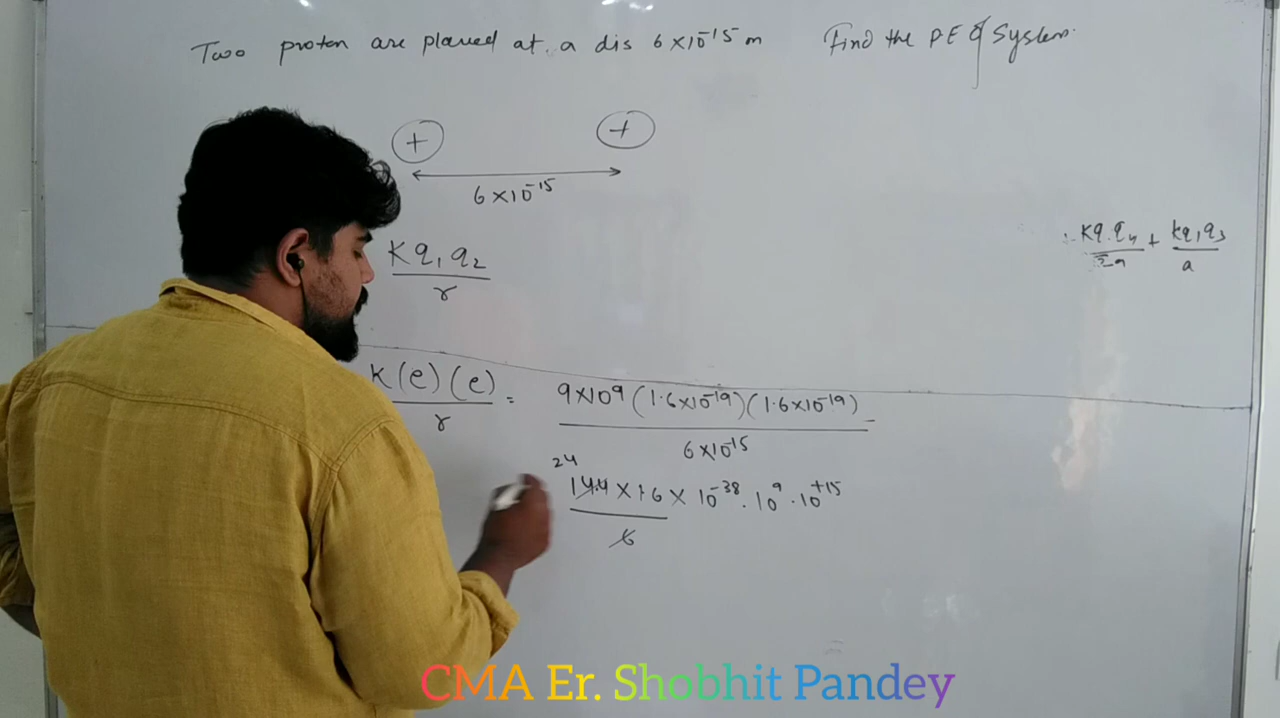 Two proton are placed at a dis 6×10⁻¹⁵ m Find the PE of System.
+ +
6×10⁻¹⁵
Kq₁q₂
r
kq₁q₃
a
K(e)(e) = 9×10⁹(1.6×10⁻¹⁹)(1.6×10⁻¹⁹)
r 6×10⁻¹⁵
24
14.4×1.6×10⁻³⁸.10⁹.10⁺¹⁵
6
CMA Er. Shobhit Pandey